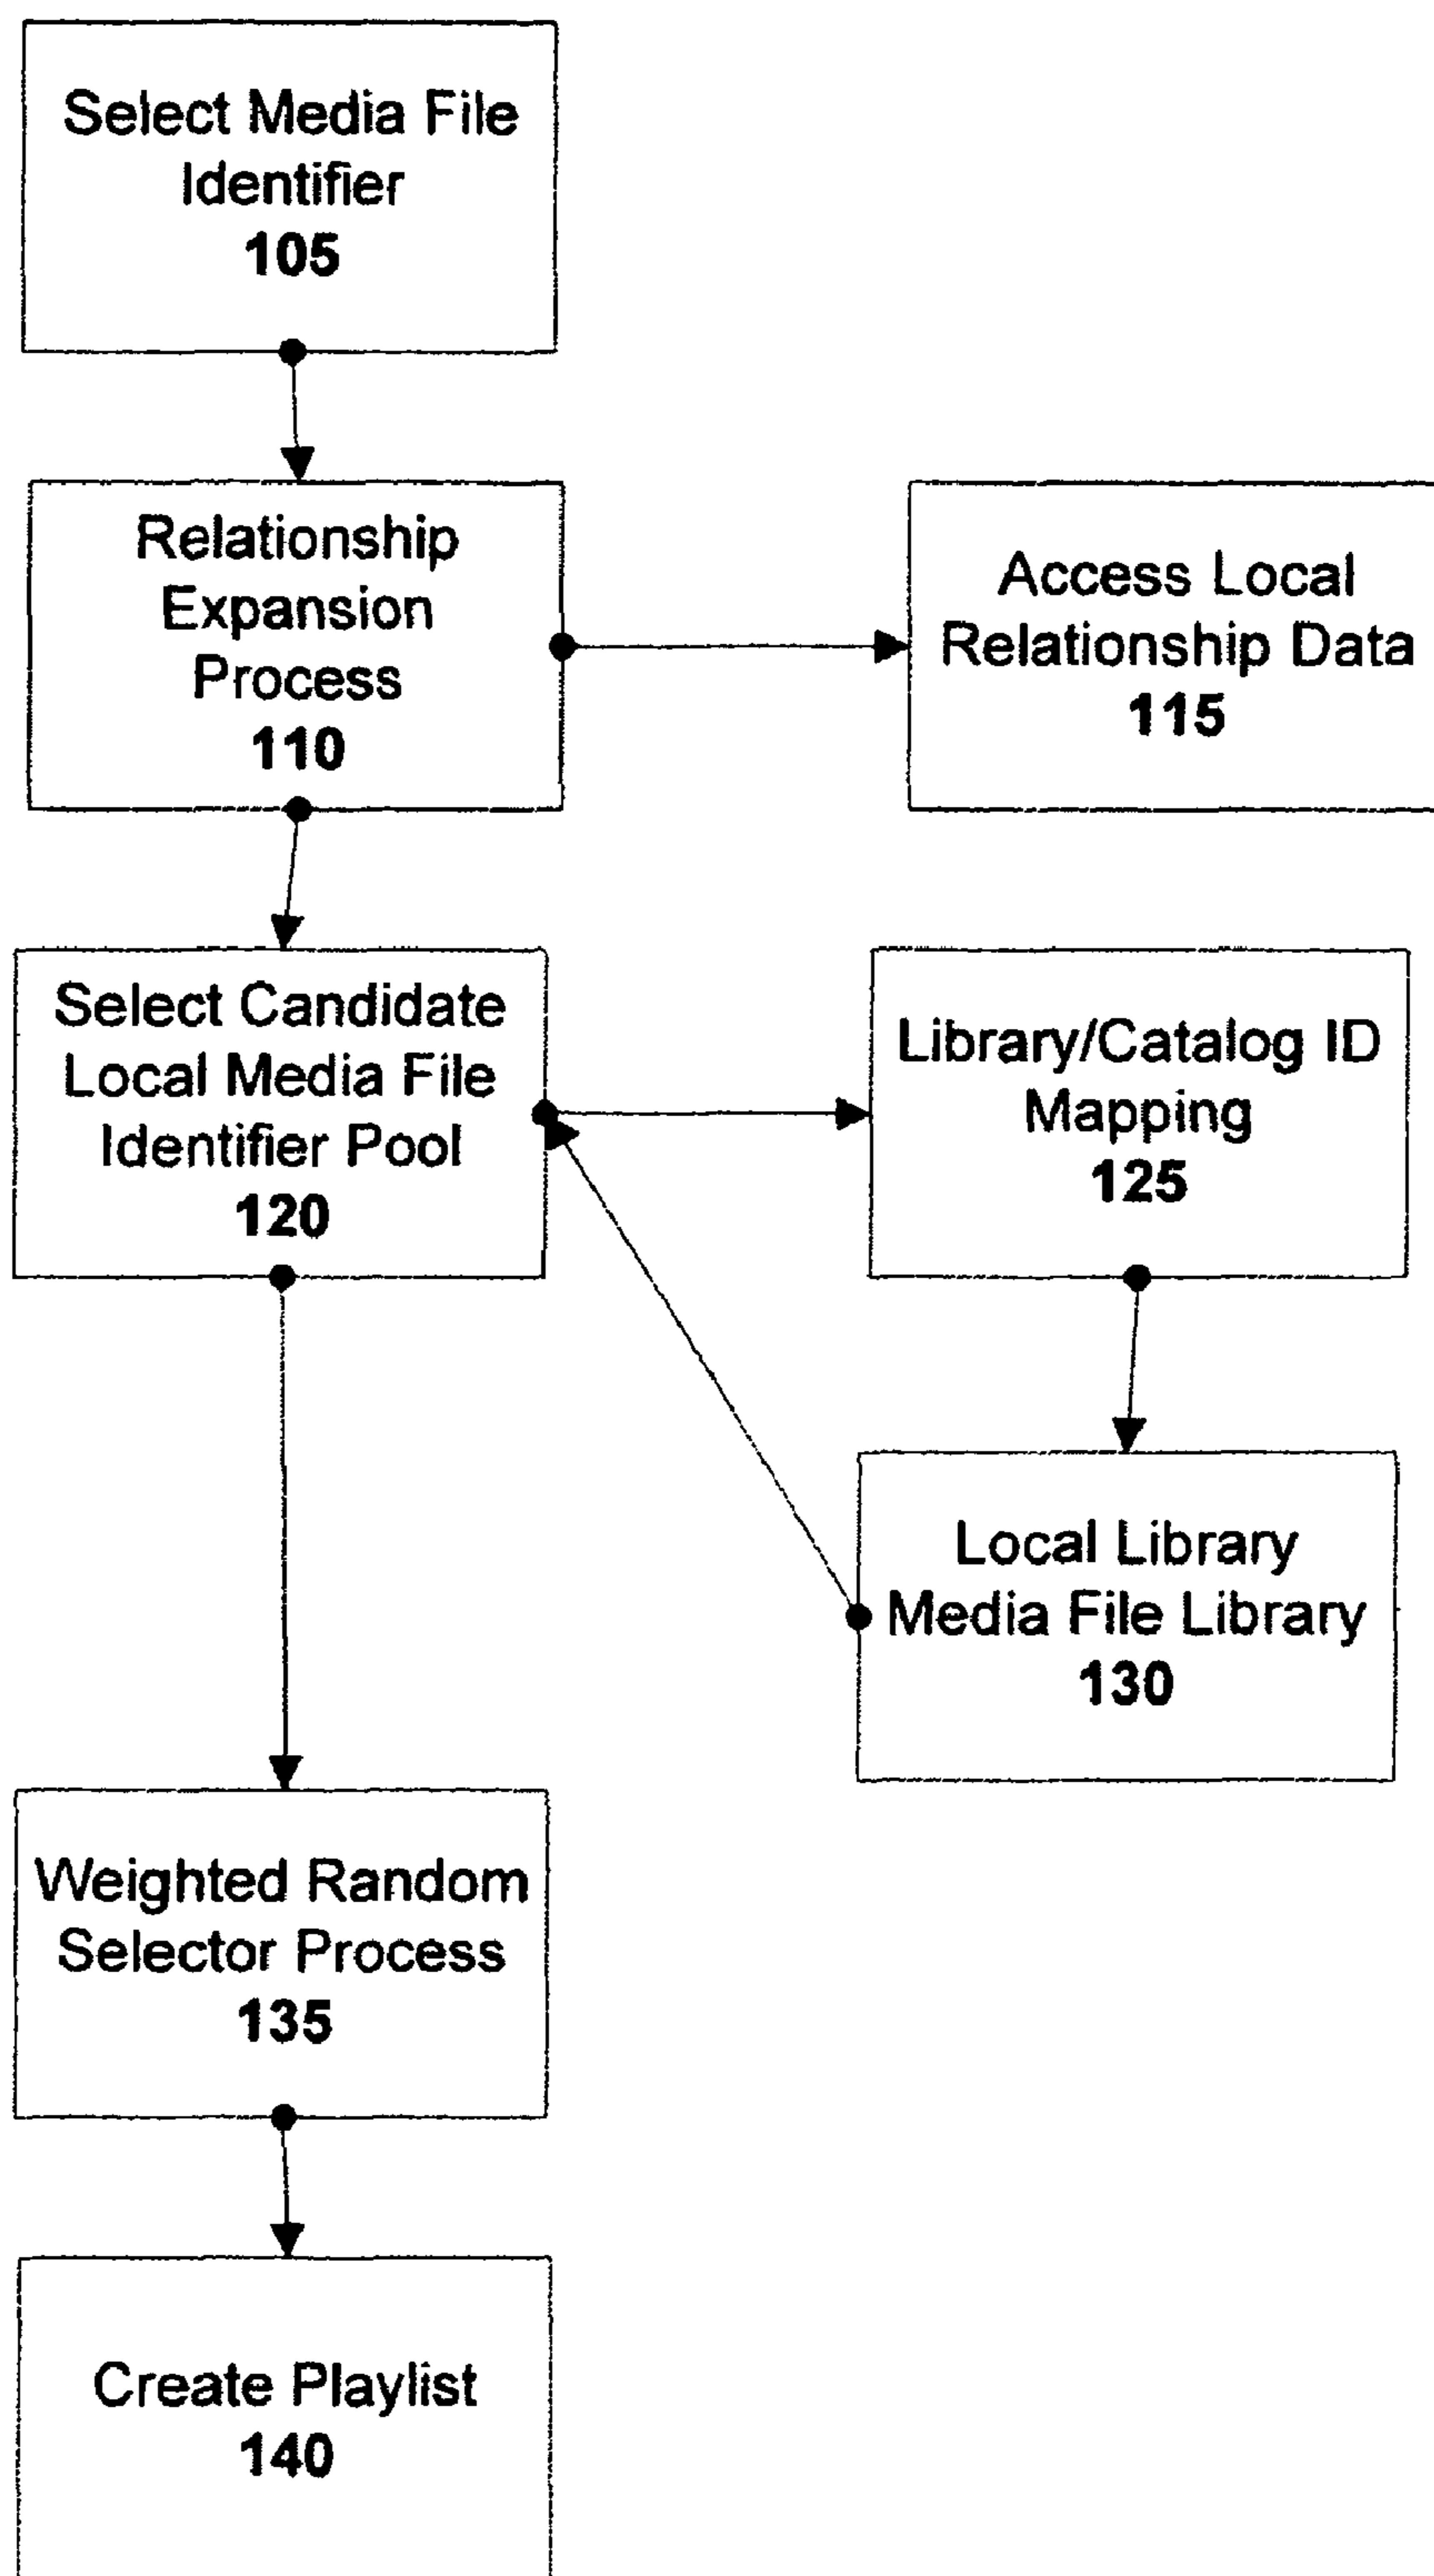 Select Media File
Identifier
105
Relationship
Expansion
Process
110
Access Local
Relationship Data
115
Select Candidate
Local Media File
Identifier Pool
120
Library/Catalog ID
Mapping
125
Local Library
Media File Library
130
Weighted Random
Selector Process
135
Create Playlist
140